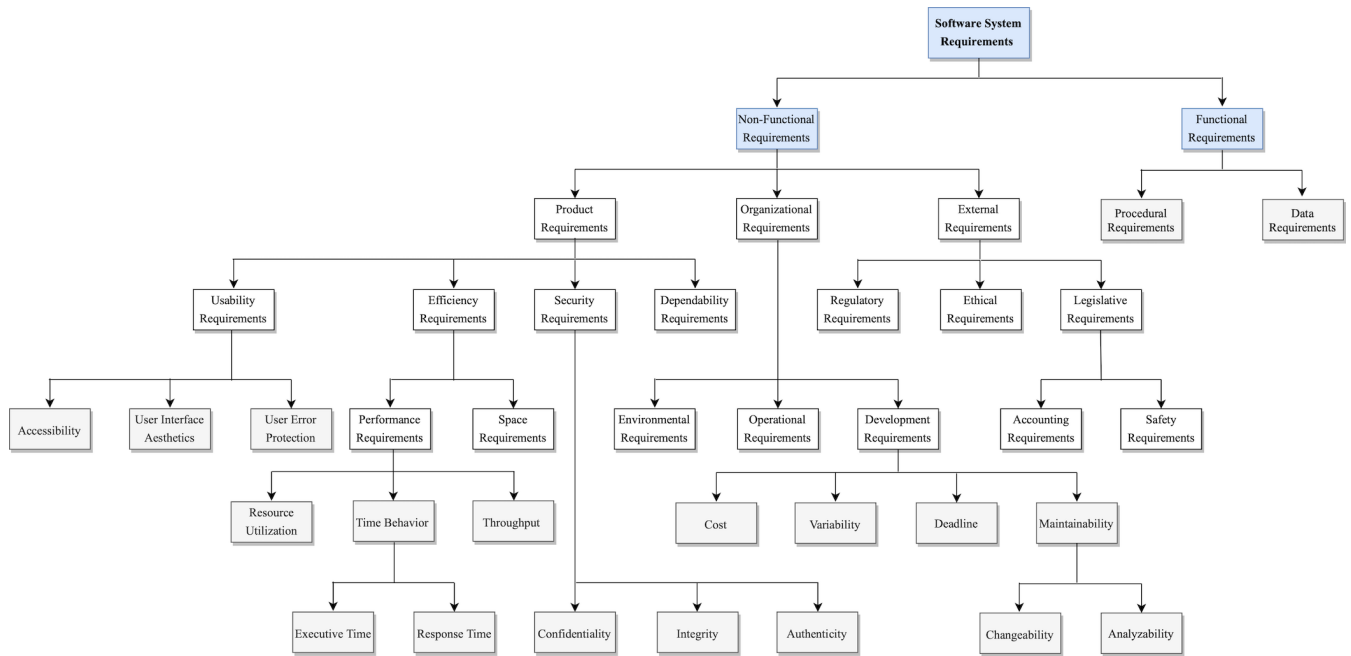 Software System
Requirements
Non-Functional
Requirements
Functional
Requirements
Product
Requirements
Organizational
Requirements
External
Requirements
Procedural
Requirements
Data
Requirements
Usability
Requirements
Efficiency
Requirements
Security
Requirements
Dependability
Requirements
Regulatory
Requirements
Ethical
Requirements
Legislative
Requirements
Accessibility
User Interface
Aesthetics
User Error
Protection
Performance
Requirements
Space
Requirements
Environmental
Requirements
Operational
Requirements
Development
Requirements
Accounting
Requirements
Safety
Requirements
Resource
Utilization
Time Behavior
Throughput
Cost
Variability
Deadline
Maintainability
Executive Time
Response Time
Confidentiality
Integrity
Authenticity
Changeability
Analyzability